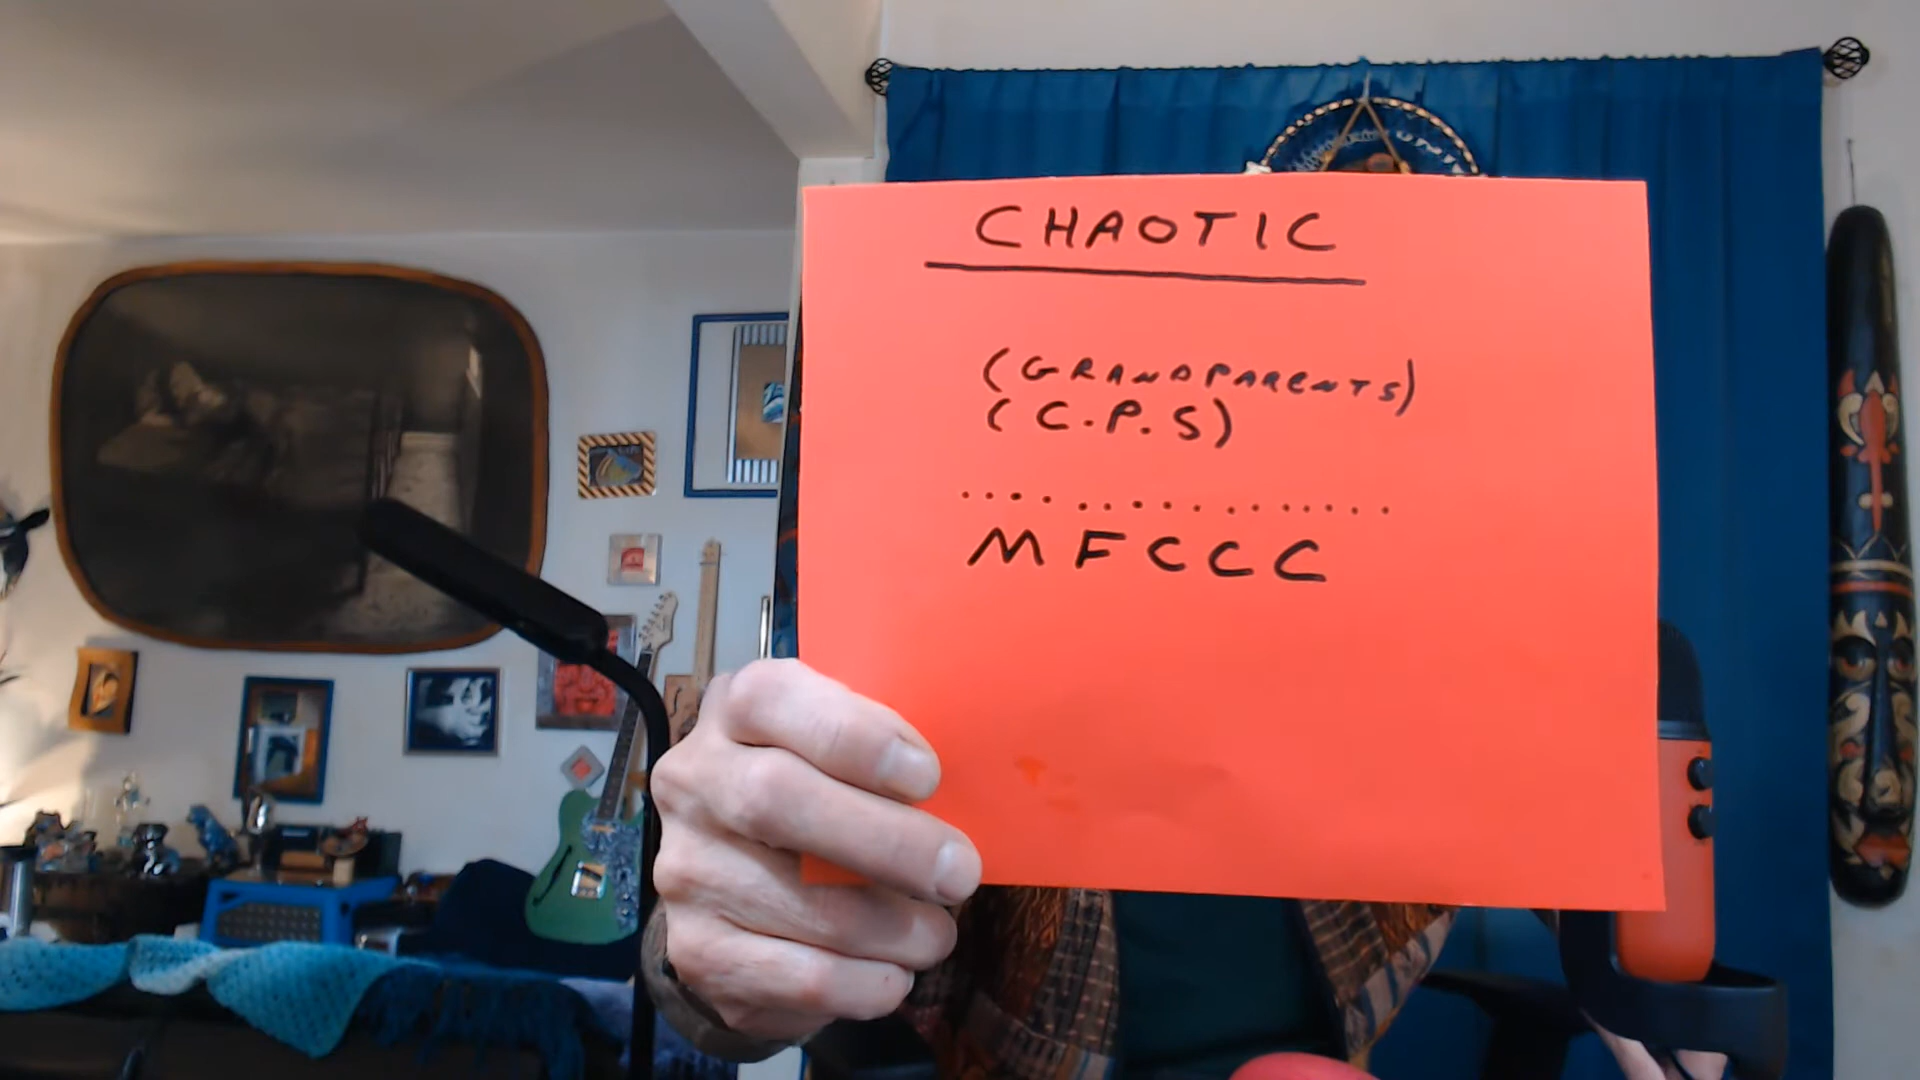 CHAOTIC
(GRANDPARENTS)
(C.P.S)
...............
MFCCC